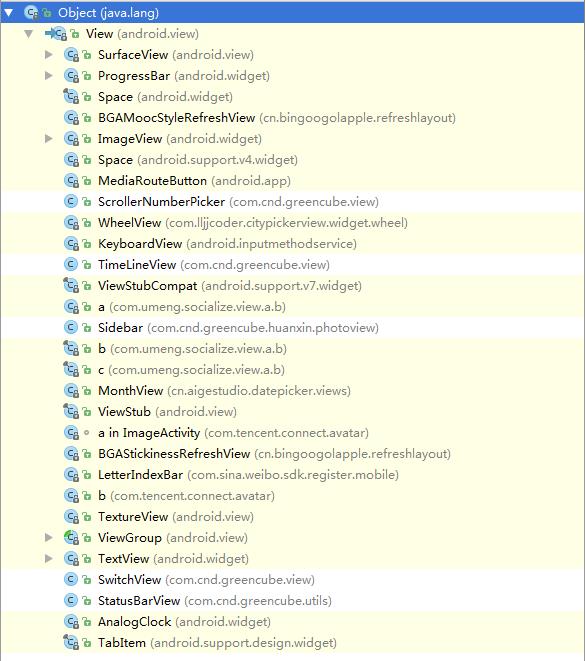 Object (java.lang)
View (android.view)
SurfaceView (android.view)
ProgressBar (android.widget)
Space (android.widget)
BGAMoocStyleRefreshView (cn.bingoogolapple.refreshlayout)
ImageView (android.widget)
Space (android.support.v4.widget)
MediaRouteButton (android.app)
ScrollerNumberPicker (com.cnd.greencube.view)
WheelView (com.lljjcoder.citypickerview.widget.wheel)
KeyboardView (android.inputmethodservice)
TimeLineView (com.cnd.greencube.view)
ViewStubCompat (android.support.v7.widget)
a (com.umeng.socialize.view.a.b)
Sidebar (com.cnd.greencube.huanxin.photoview)
b (com.umeng.socialize.view.a.b)
c (com.umeng.socialize.view.a.b)
MonthView (cn.aigestudio.datepicker.views)
ViewStub (android.view)
a in ImageActivity (com.tencent.connect.avatar)
BGAStickinessRefreshView (cn.bingoogolapple.refreshlayout)
LetterIndexBar (com.sina.weibo.sdk.register.mobile)
b (com.tencent.connect.avatar)
TextureView (android.view)
ViewGroup (android.view)
TextView (android.widget)
SwitchView (com.cnd.greencube.view)
StatusBarView (com.cnd.greencube.utils)
AnalogClock (android.widget)
TabItem (android.support.design.widget)